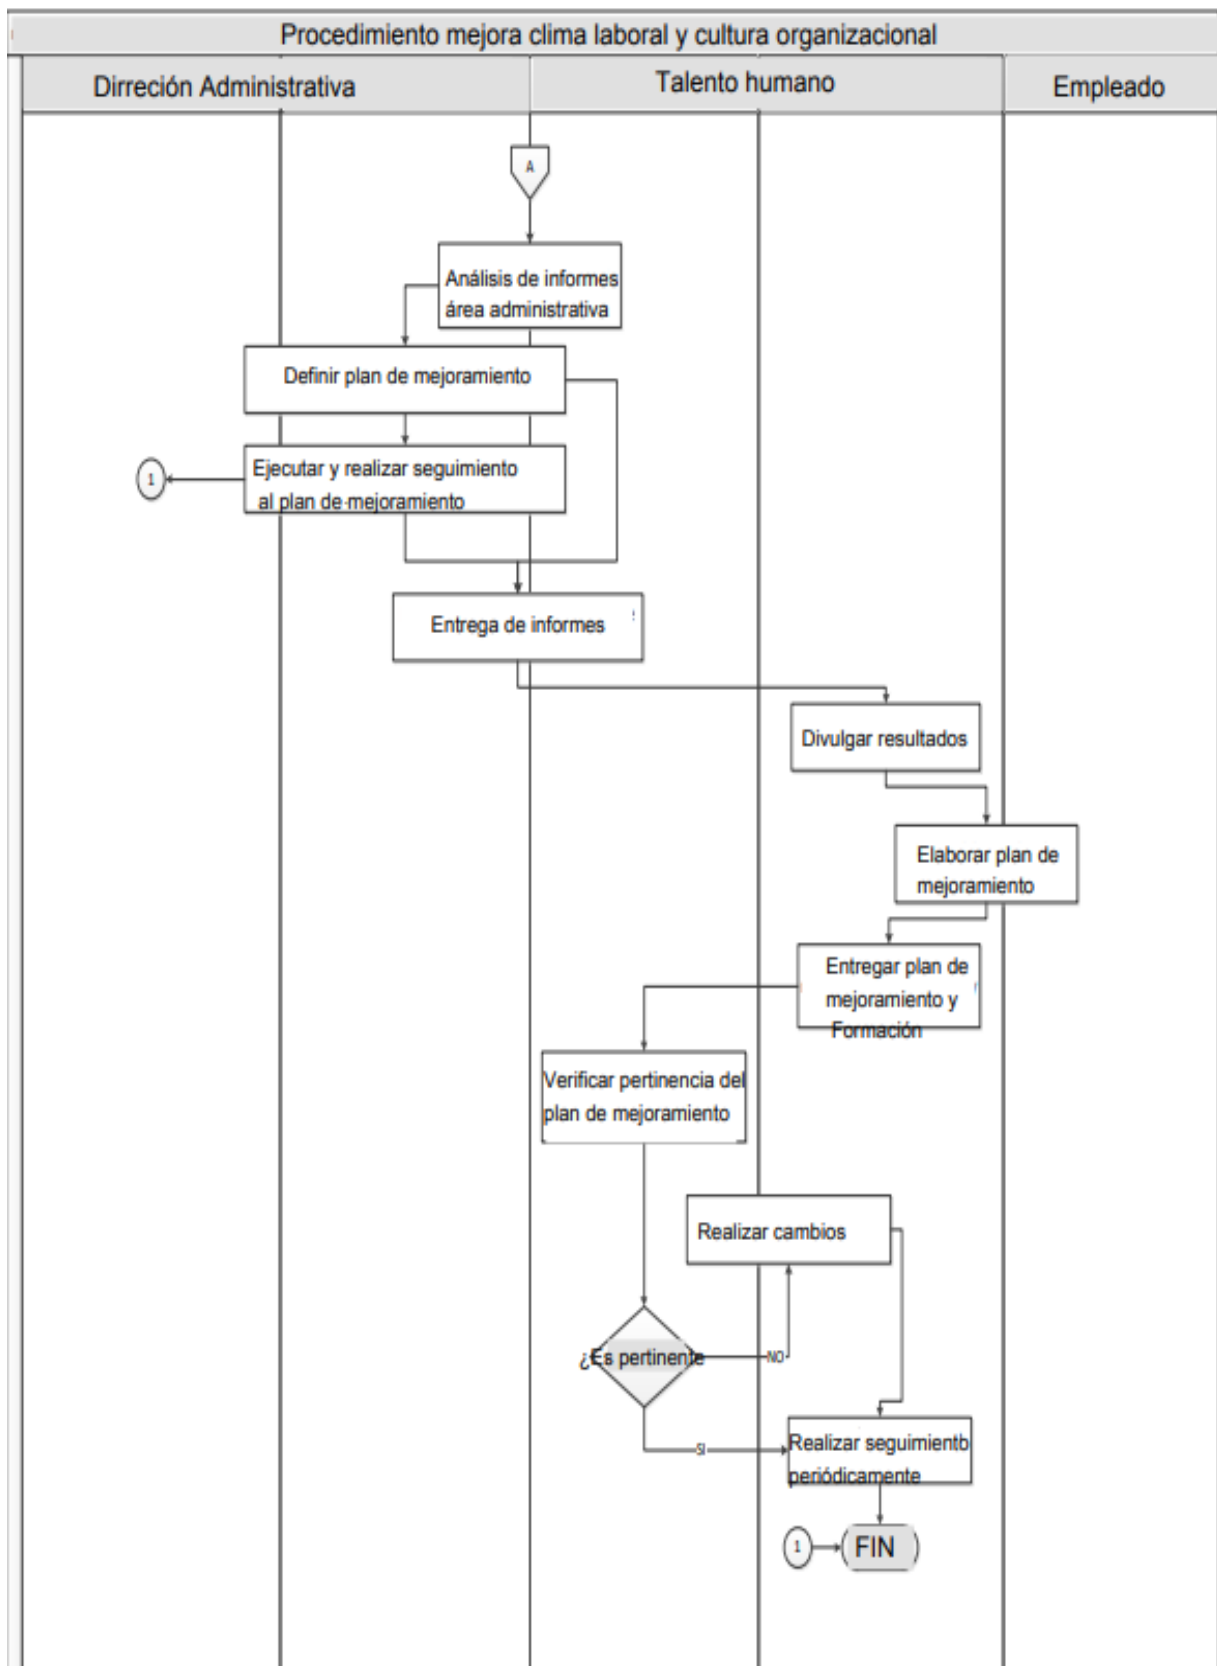 Procedimiento mejora clima laboral y cultura organizacional
Dirreción Administrativa
Talento humano
Empleado
A
Análisis de informes
área administrativa
Definir plan de mejoramiento
Ejecutar y realizar seguimiento
al plan de mejoramiento
1
Entrega de informes
Divulgar resultados
Elaborar plan de
mejoramiento
Entregar plan de
mejoramiento y
Formación
Verificar pertinencia del
plan de mejoramiento
Realizar cambios
¿Es pertinente
NO
SI
Realizar seguimiento
periódicamente
1
FIN